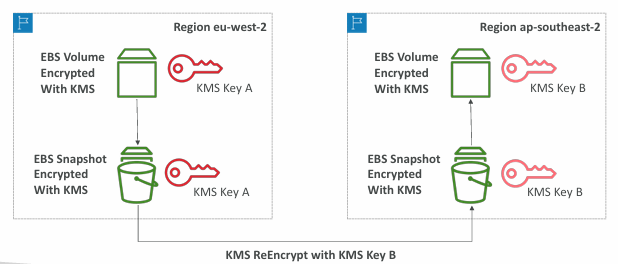 Region eu-west-2
EBS Volume
Encrypted
With KMS
KMS Key A
EBS Snapshot
Encrypted
With KMS
KMS Key A
Region ap-southeast-2
EBS Volume
Encrypted
With KMS
KMS Key B
EBS Snapshot
Encrypted
With KMS
KMS Key B
KMS ReEncrypt with KMS Key B